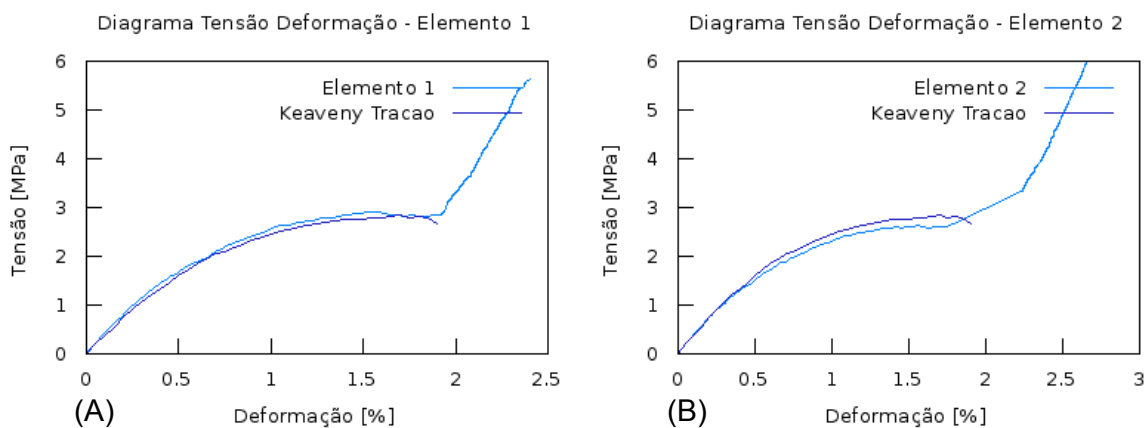 Diagrama Tensão Deformação - Elemento 1
6
5
4
3
2
1
0
Tensão [MPa]
Elemento 1
Keaveny Tracao
0 0.5 1 1.5 2 2.5
Deformação [%]
(A)
Diagrama Tensão Deformação - Elemento 2
6
5
4
3
2
1
0
Tensão [MPa]
Elemento 2
Keaveny Tracao
0 0.5 1 1.5 2 2.5 3
Deformação [%]
(B)